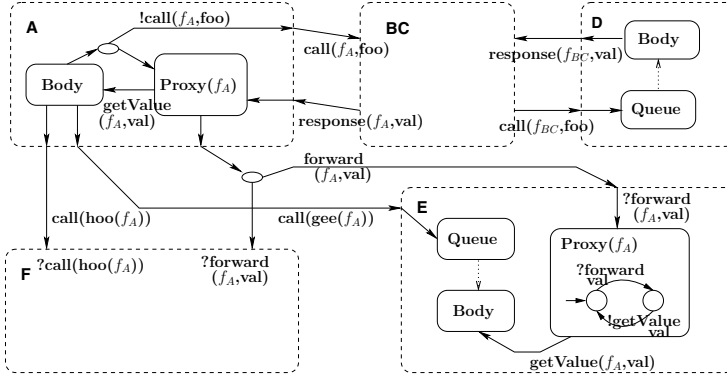 A
!call(f_A,foo)
call(f_A,foo)
BC
D
Body
response(f_BC,val)
Body
Proxy(f_A)
getValue
(f_A,val)
response(f_A,val)
Queue
call(f_BC,foo)
forward
(f_A,val)
call(hoo(f_A))
call(gee(f_A))
E
?forward
(f_A,val)
Queue
Proxy(f_A)
F
?call(hoo(f_A))
?forward
(f_A,val)
?forward
val
Body
!getValue
val
getValue(f_A,val)